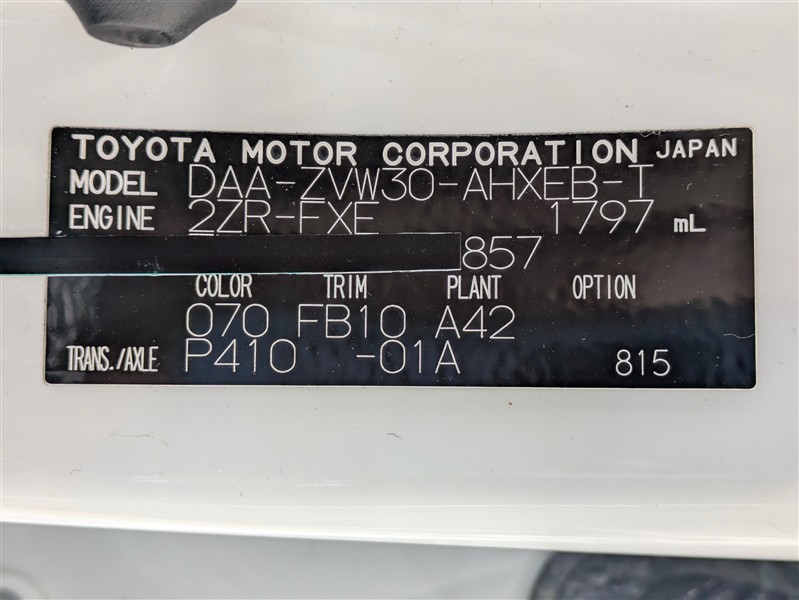 TOYOTA MOTOR CORPORATION JAPAN
MODEL DAA-ZVW30-AHXEB-T
ENGINE 2ZR-FXE 1797 mL
857
COLOR TRIM PLANT OPTION
070 FB10 A42
TRANS./AXLE P410 -01A 815